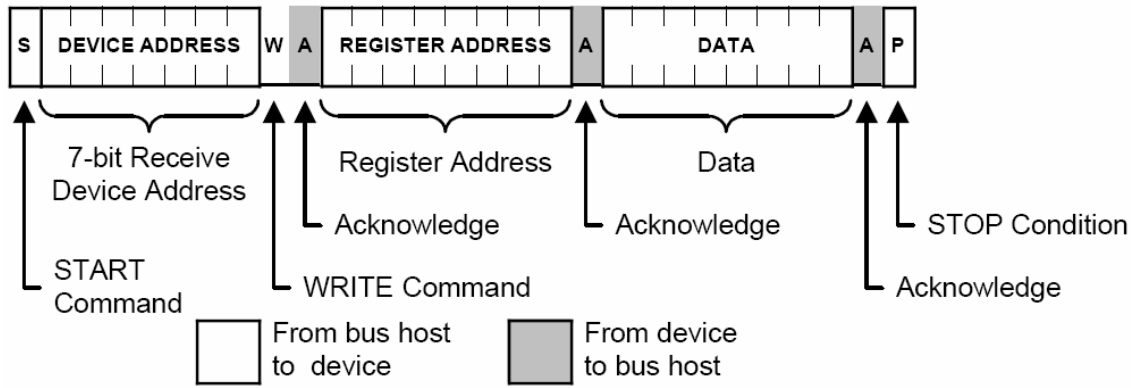 S DEVICE ADDRESS W A REGISTER ADDRESS A DATA A P
7-bit Receive
Device Address
Register Address
Data
Acknowledge
Acknowledge
STOP Condition
START
Command
WRITE Command
Acknowledge
From bus host
to device
From device
to bus host